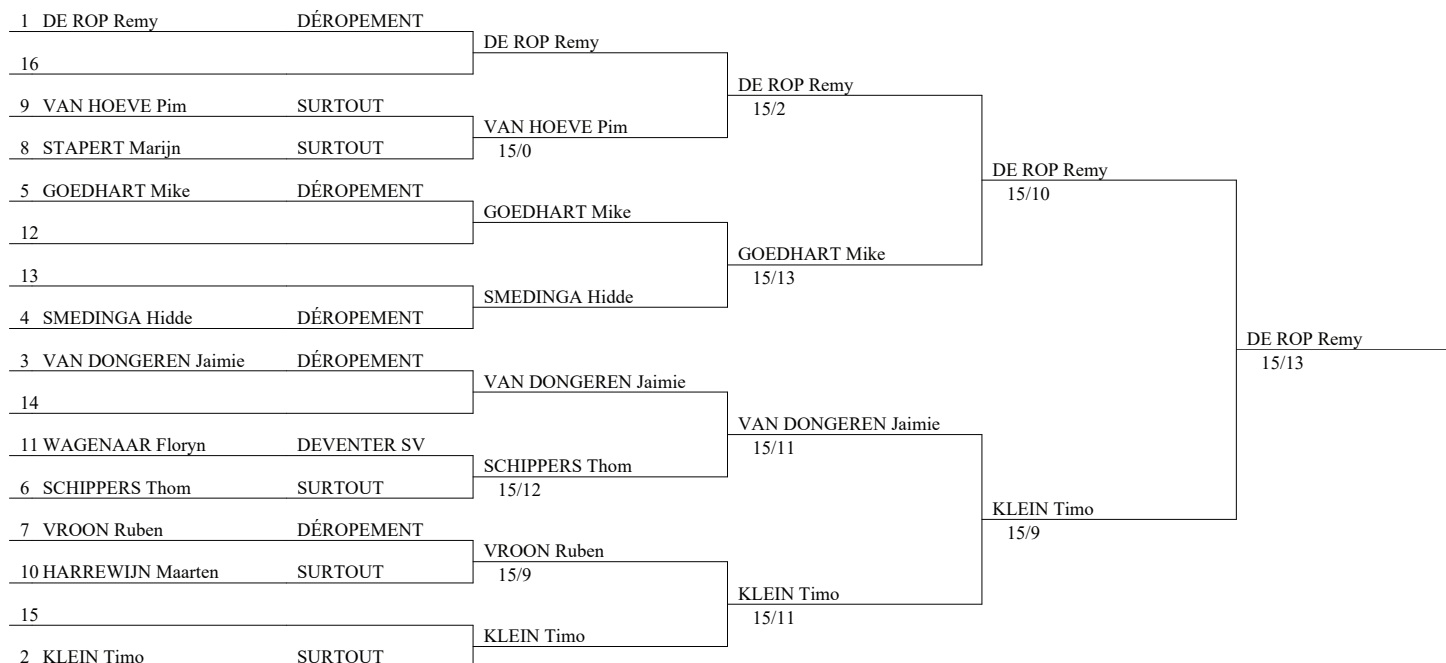 1 DE ROP Remy DÉROPEMENT
DE ROP Remy
16
DE ROP Remy
15/2
9 VAN HOEVE Pim SURTOUT
VAN HOEVE Pim
15/0
8 STAPERT Marijn SURTOUT
DE ROP Remy
15/10
5 GOEDHART Mike DÉROPEMENT
GOEDHART Mike
12
GOEDHART Mike
15/13
13
SMEDINGA Hidde
4 SMEDINGA Hidde DÉROPEMENT
DE ROP Remy
15/13
3 VAN DONGEREN Jaimie DÉROPEMENT
VAN DONGEREN Jaimie
14
VAN DONGEREN Jaimie
15/11
11 WAGENAAR Floryn DEVENTER SV
SCHIPPERS Thom
15/12
6 SCHIPPERS Thom SURTOUT
KLEIN Timo
15/9
7 VROON Ruben DÉROPEMENT
VROON Ruben
15/9
10 HARREWIJN Maarten SURTOUT
KLEIN Timo
15/11
15
KLEIN Timo
2 KLEIN Timo SURTOUT